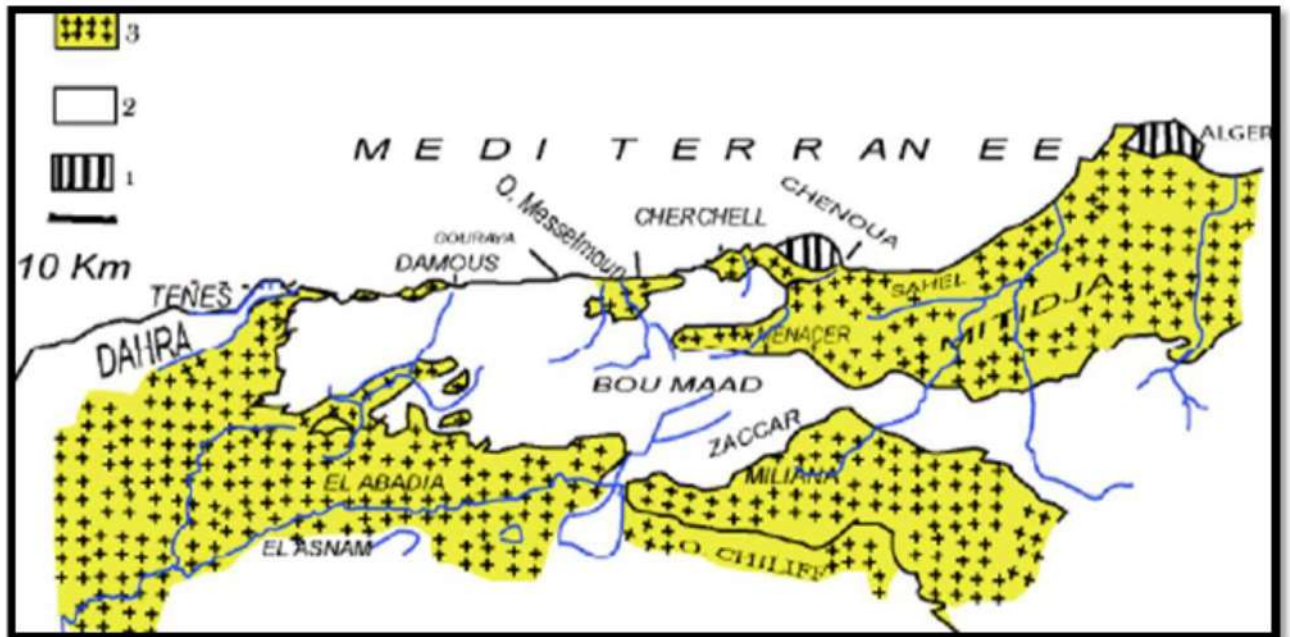 3
2
1
10 Km
MEDITERRANEE
ALGER
O. Messelmoun
CHERCHELL
CHENOUA
GOURAYA
DAMOUS
TENES
DAHRA
SAHEL
MITIDJA
MENACER
BOU MAAD
ZACCAR
MILIANA
EL ABADIA
EL ASNAM
O. CHILIFF